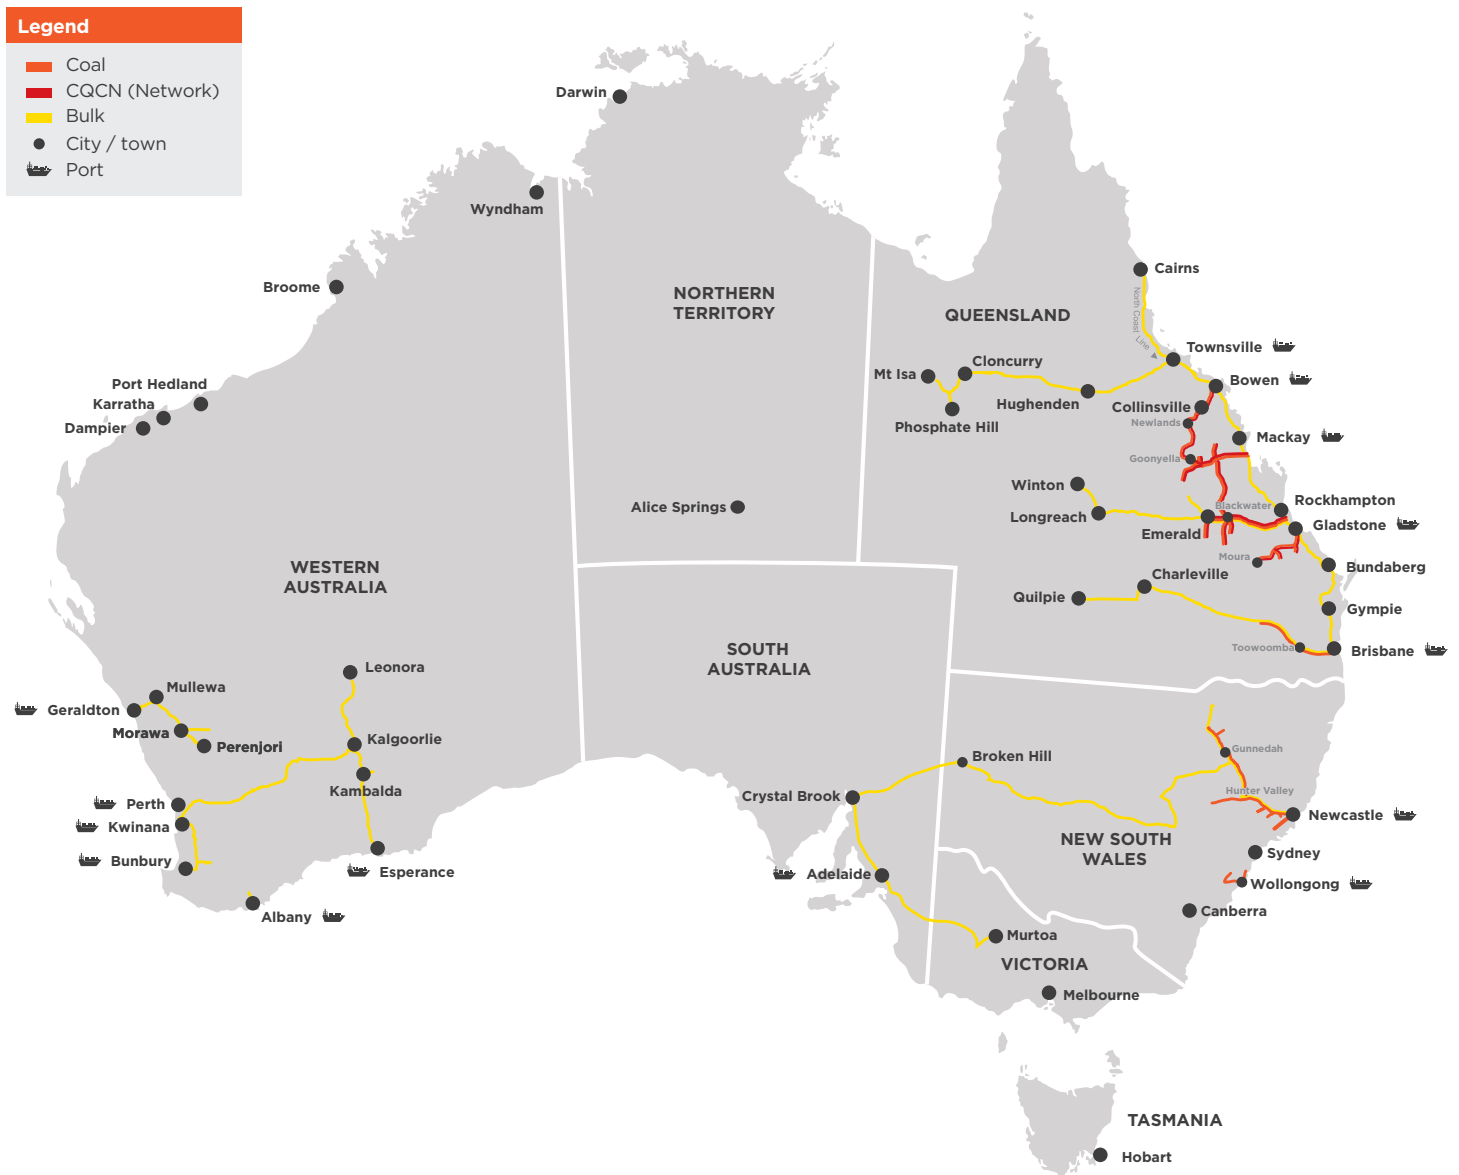 Legend
Coal
CQCN (Network)
Bulk
City / town
Port
Darwin
Wyndham
Broome
Port Hedland
Karratha
Dampier
NORTHERN
TERRITORY
Alice Springs
WESTERN
AUSTRALIA
Leonora
Mullewa
Geraldton
Morawa
Perenjori
Kalgoorlie
Kambalda
Perth
Kwinana
Bunbury
Esperance
Albany
SOUTH
AUSTRALIA
Crystal Brook
Adelaide
QUEENSLAND
Cairns
North Coast Line
Townsville
Bowen
Mt Isa
Cloncurry
Hughenden
Phosphate Hill
Collinsville
Newlands
Mackay
Goonyella
Winton
Longreach
Blackwater
Rockhampton
Emerald
Gladstone
Moura
Bundaberg
Charleville
Quilpie
Gympie
Toowoomba
Brisbane
Broken Hill
Gunnedah
Hunter Valley
Newcastle
NEW SOUTH
WALES
Sydney
Wollongong
Canberra
Murtoa
VICTORIA
Melbourne
TASMANIA
Hobart